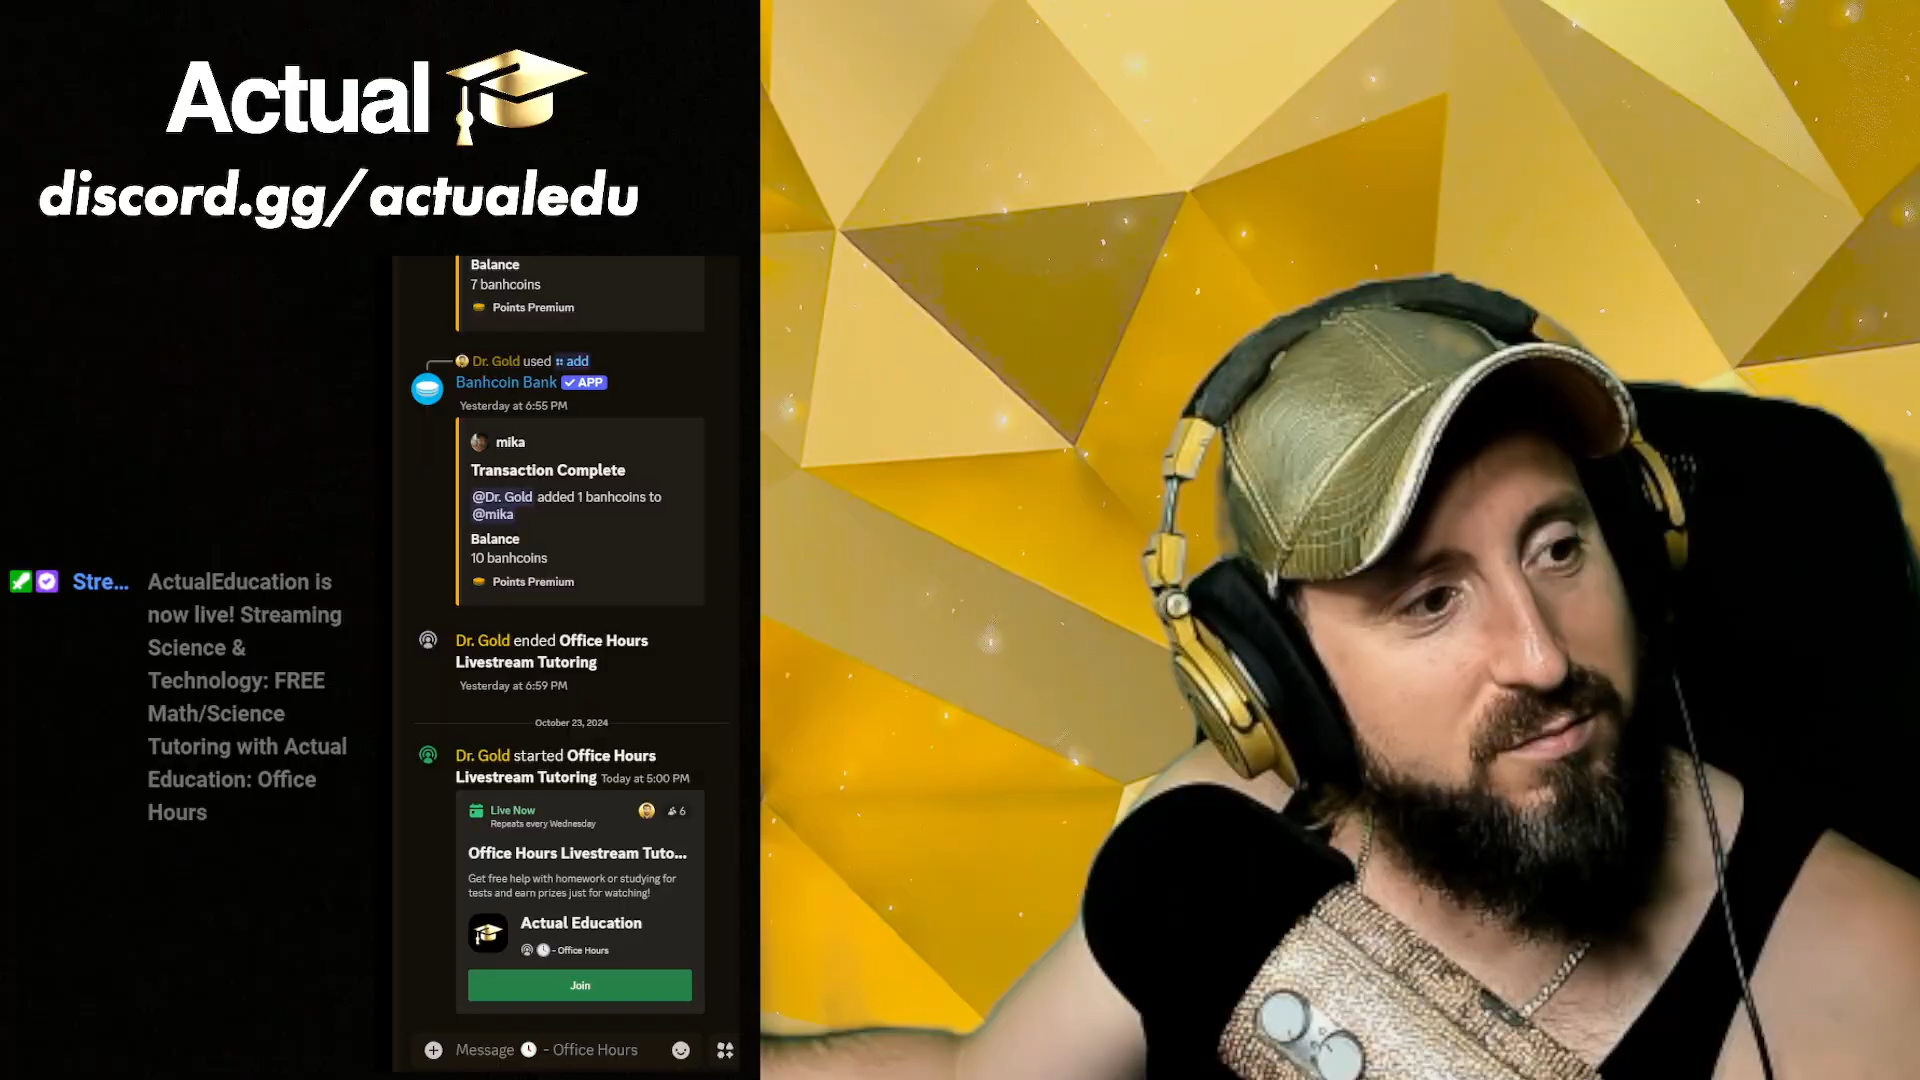 Actual
discord.gg/actualedu
Balance
7 banhcoins
Points Premium
Dr. Gold used add
Banhcoin Bank APP
Yesterday at 6:55 PM
mika
Transaction Complete
@Dr. Gold added 1 banhcoins to
@mika
Balance
10 banhcoins
Points Premium
Dr. Gold ended Office Hours
Livestream Tutoring
Yesterday at 6:59 PM
October 23, 2024
Dr. Gold started Office Hours
Livestream Tutoring Today at 5:00 PM
Live Now
6
Repeats every Wednesday
Office Hours Livestream Tuto...
Get free help with homework or studying for
tests and earn prizes just for watching!
Actual Education
- Office Hours
Join
Message - Office Hours
Stre... ActualEducation is
now live! Streaming
Science &
Technology: FREE
Math/Science
Tutoring with Actual
Education: Office
Hours